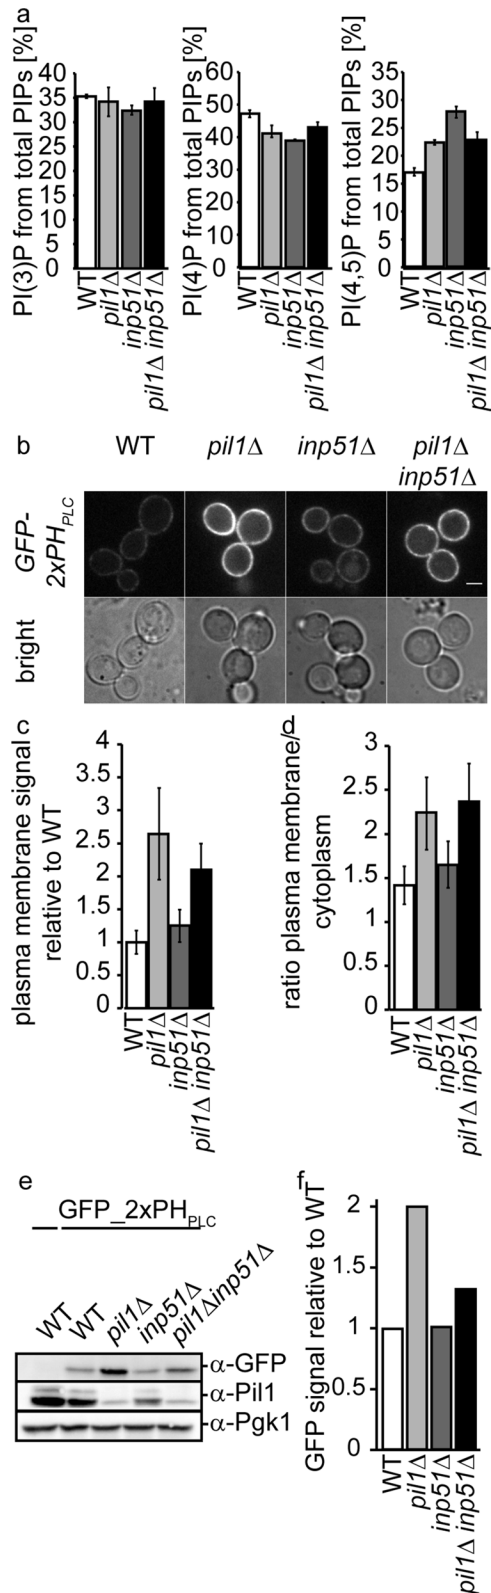 a
PI(3)P from total PIPs [%]
40
35
30
25
20
15
10
5
0
WT
pil1Δ
inp51Δ
pil1Δ inp51Δ
PI(4)P from total PIPs [%]
60
50
40
30
20
10
0
WT
pil1Δ
inp51Δ
pil1Δ inp51Δ
PI(4,5)P from total PIPs [%]
35
30
25
20
15
10
5
0
WT
pil1Δ
inp51Δ
pil1Δ inp51Δ
b
WT
pil1Δ
inp51Δ
pil1Δ
inp51Δ
GFP-
2xPHPLC
bright
c
plasma membrane signal
relative to WT
4
3.5
3
2.5
2
1.5
1
0.5
0
WT
pil1Δ
inp51Δ
pil1Δ inp51Δ
d
ratio plasma membrane/
cytoplasm
3
2.5
2
1.5
1
0.5
0
WT
pil1Δ
inp51Δ
pil1Δ inp51Δ
e
GFP_2xPHPLC
WT
WT
pil1Δ
inp51Δ
pil1Δinp51Δ
α-GFP
α-Pil1
α-Pgk1
f
GFP signal relative to WT
2
1.5
1
0.5
0
WT
pil1Δ
inp51Δ
pil1Δ inp51Δ